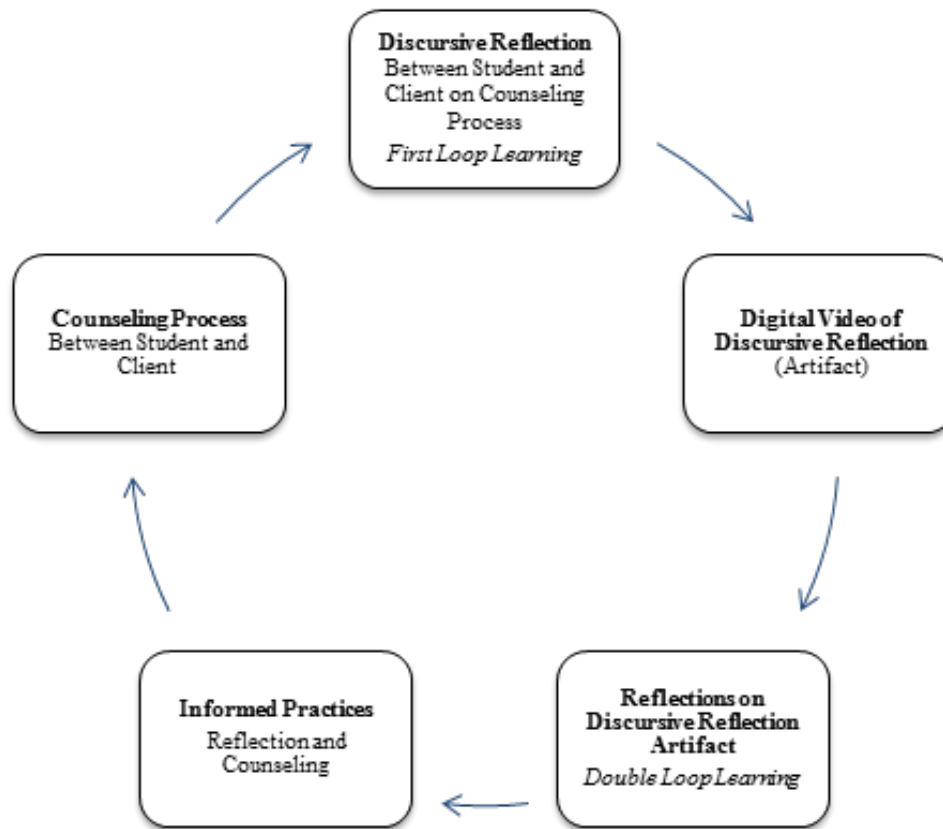 Discursive Reflection
Between Student and
Client on Counseling
Process
First Loop Learning
Counseling Process
Between Student and
Client
Digital Video of
Discursive Reflection
(Artifact)
Informed Practices
Reflection and
Counseling
Reflections on
Discursive Reflection
Artifact
Double Loop Learning